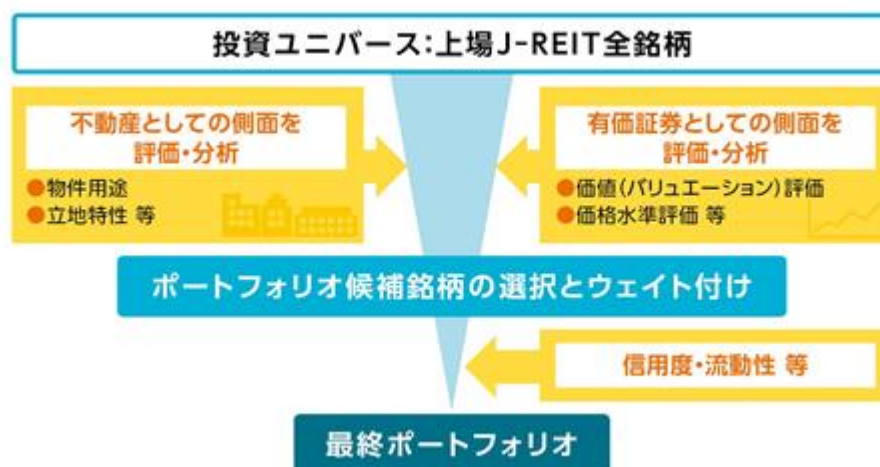 投資ユニバース:上場J-REIT全銘柄
不動産としての側面を
評価・分析
●物件用途
●立地特性 等
有価証券としての側面を
評価・分析
●価値(バリュエーション)評価
●価格水準評価 等
ポートフォリオ候補銘柄の選択とウェイト付け
信用度・流動性 等
最終ポートフォリオ